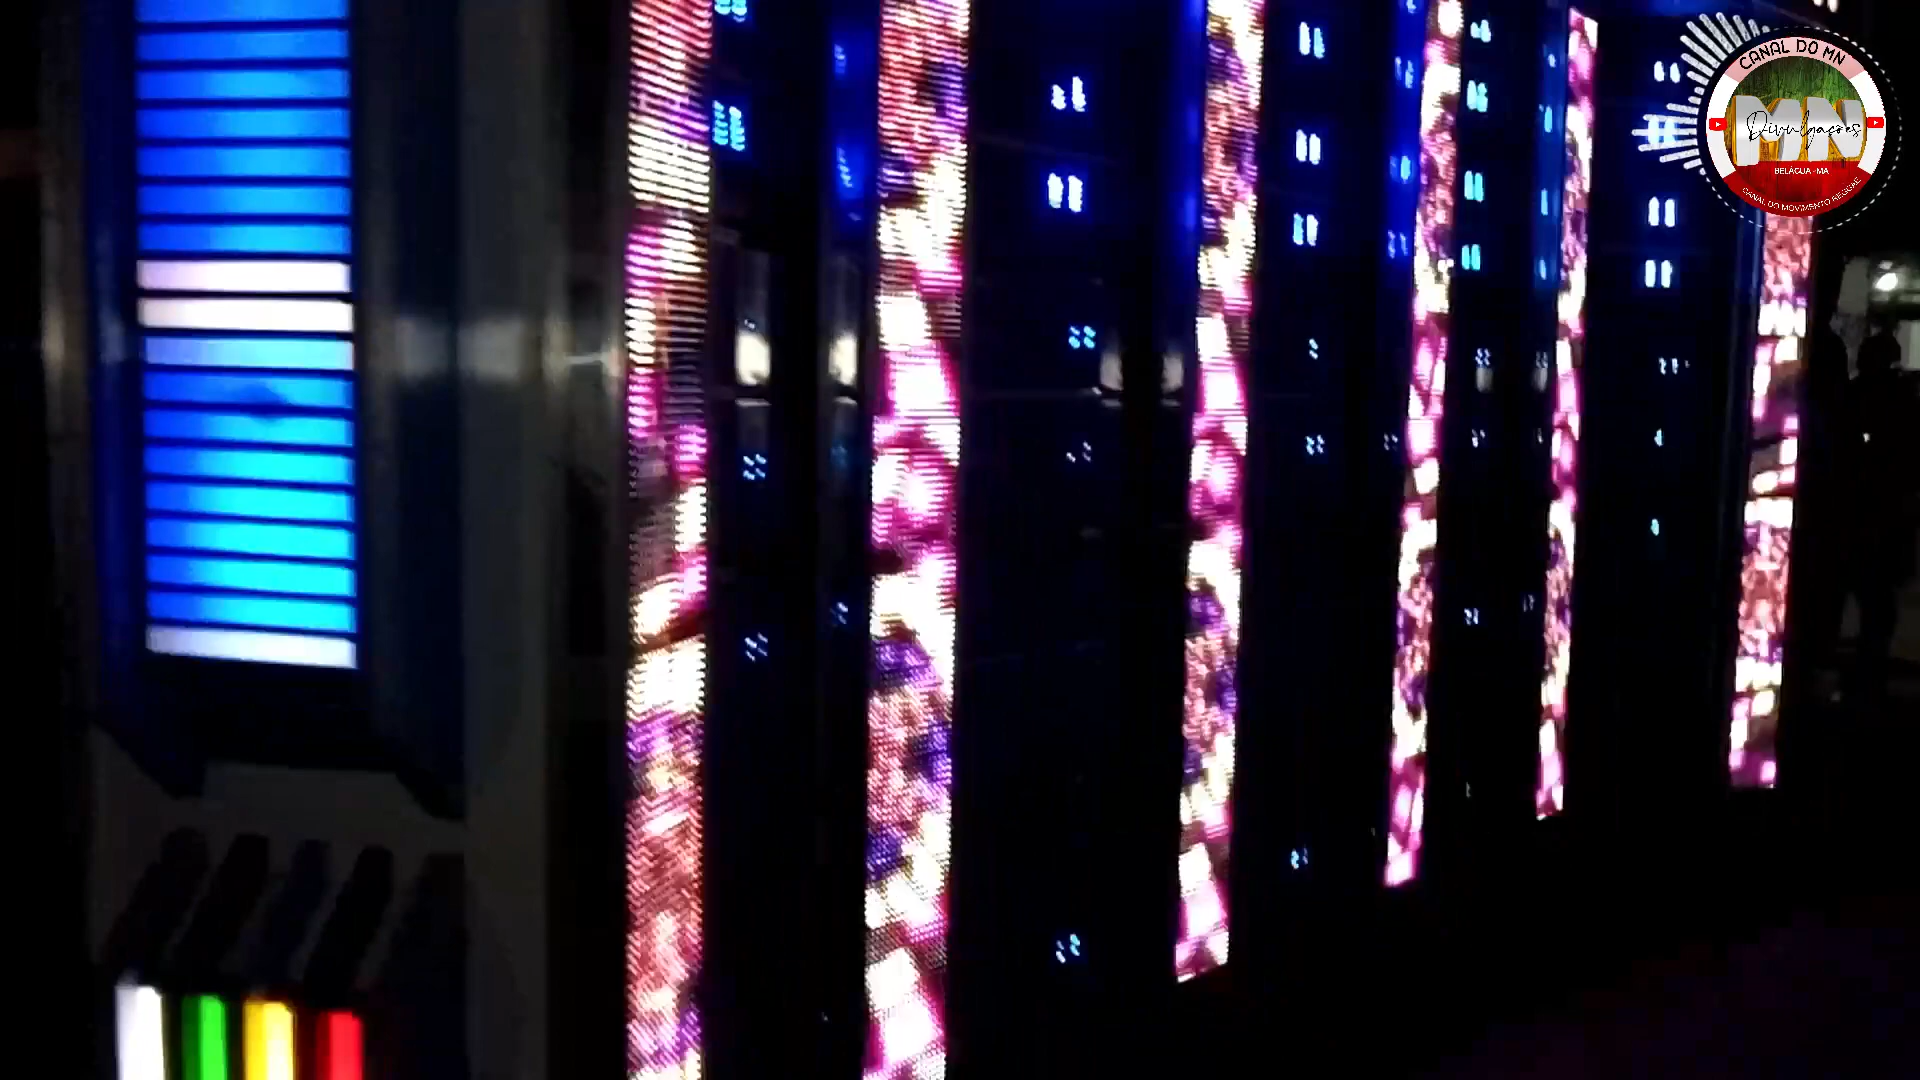 CANAL DO MN
MN
Divulgações
BELÁGUA - MA
CANAL DO MOVIMENTO REGGAE